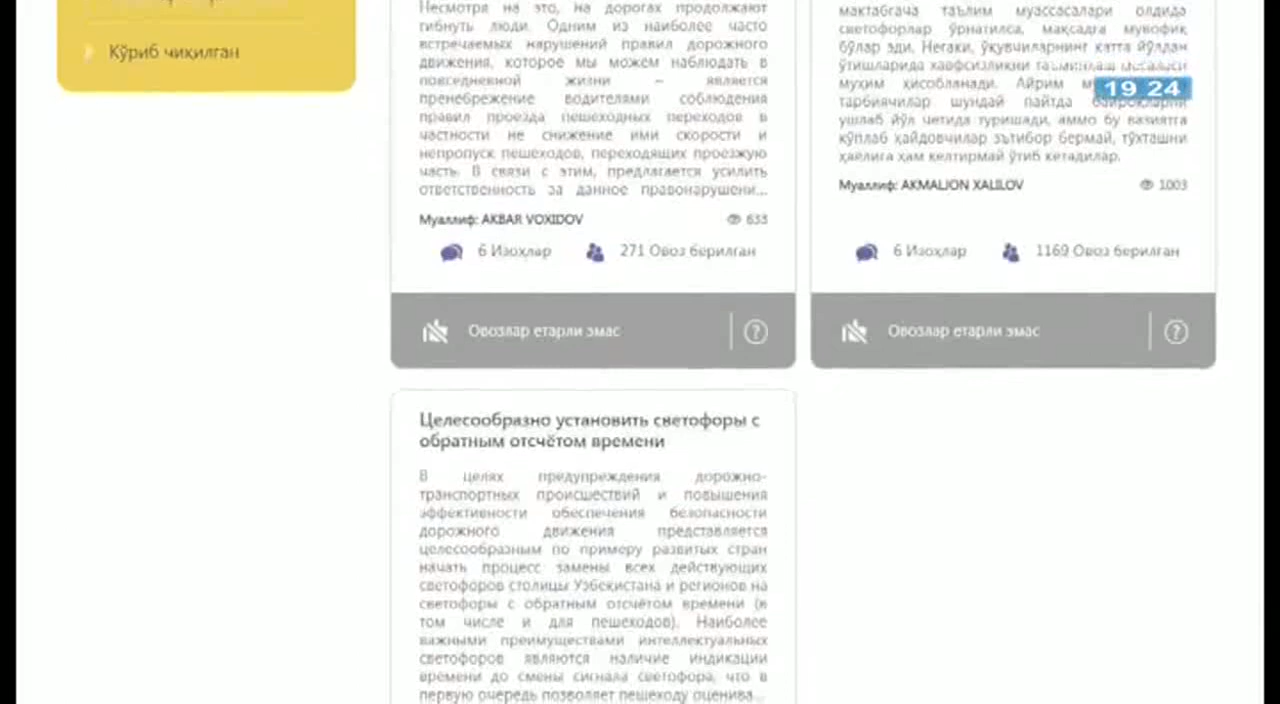 Кўриб чиқилган
Несмотря на это, на дорогах продолжают
гибнуть люди. Одним из наиболее часто
встречаемых нарушений правил дорожного
движения, которое мы можем наблюдать в
повседневной жизни – является
пренебрежение водителями соблюдения
правил проезда пешеходных переходов в
частности не снижение ими скорости и
непропуск пешеходов, переходящих проезжую
часть. В связи с этим, предлагается усилить
ответственность за данное правонарушени...
Муаллиф: AKBAR VOXIDOV
633
6 Изоҳлар
271 Овоз берилган
Овозлар етарли эмас
?
мактабгача таълим муассасалари олдида
светофорлар ўрнатилса, мақсадга мувофиқ
бўлар эди. Негаки, ўқувчиларнинг катта йўлдан
ўтишларида хавфсизликни таъминлаш масаласи
муҳим ҳисобланади. Айрим
тарбиячилар шундай пайтда байроқларни
ушлаб йўл четида туришади, аммо бу вазиятга
кўплаб ҳайдовчилар эътибор бермай, тўхташни
ҳаялига ҳам келтирмай ўтиб кетадилар.
19 24
Муаллиф: AKMALJON XALILOV
1003
6 Изоҳлар
1169 Овоз берилган
Овозлар етарли эмас
?
Целесообразно установить светофоры с
обратным отсчётом времени
В целях предупреждения дорожно-
транспортных происшествий и повышения
эффективности обеспечения безопасности
дорожного движения представляется
целесообразным по примеру развитых стран
начать процесс замены всех действующих
светофоров столицы Узбекистана и регионов на
светофоры с обратным отсчётом времени (в
том числе и для пешеходов). Наиболее
важными преимуществами интеллектуальных
светофоров являются наличие индикации
времени до смены сигнала светофора, что в
первую очередь позволяет пешеходу оценива...